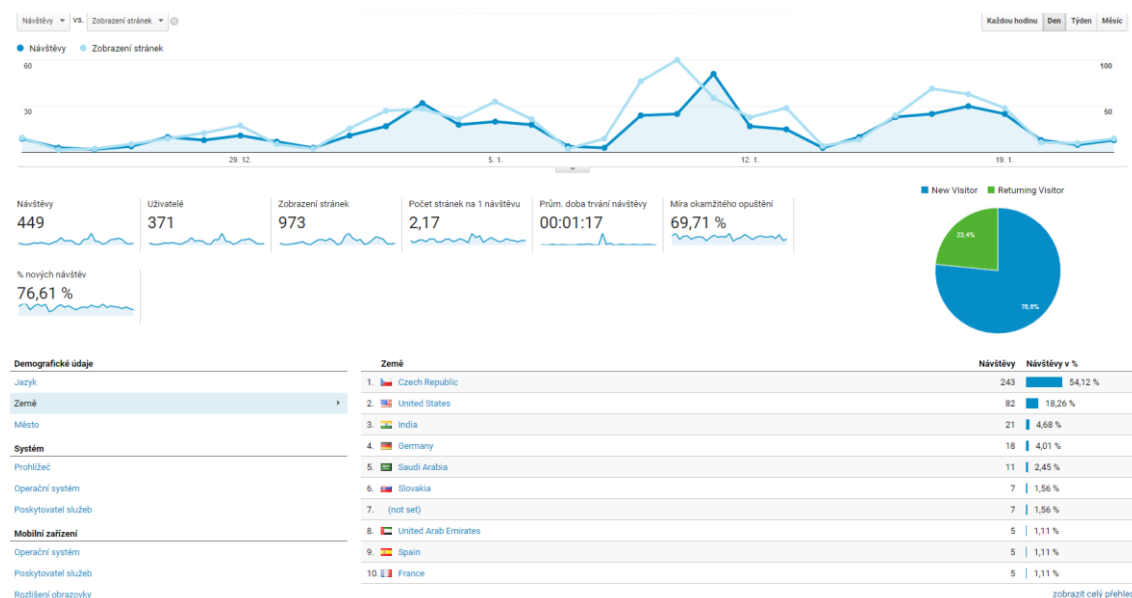 Návštěvy vs. Zobrazení stránek
Každou hodinu Den Týden Měsíc
Návštěvy Zobrazení stránek
60 100
30 50
29. 12. 5. 1. 12. 1. 19. 1.
New Visitor Returning Visitor
Návštěvy Uživatelé Zobrazení stránek Počet stránek na 1 návštěvu Prům. doba trvání návštěvy Míra okamžitého opuštění
449 371 973 2,17 00:01:17 69,71 %
23,4%
76,6%
% nových návštěv
76,61 %
Demografické údaje
Jazyk
Země
Město
Systém
Prohlížeč
Operační systém
Poskytovatel služeb
Mobilní zařízení
Operační systém
Poskytovatel služeb
Rozlišení obrazovky
Země Návštěvy Návštěvy v %
1. Czech Republic 243 54,12 %
2. United States 82 18,26 %
3. India 21 4,68 %
4. Germany 18 4,01 %
5. Saudi Arabia 11 2,45 %
6. Slovakia 7 1,56 %
7. (not set) 7 1,56 %
8. United Arab Emirates 5 1,11 %
9. Spain 5 1,11 %
10. France 5 1,11 %
zobrazit celý přehled